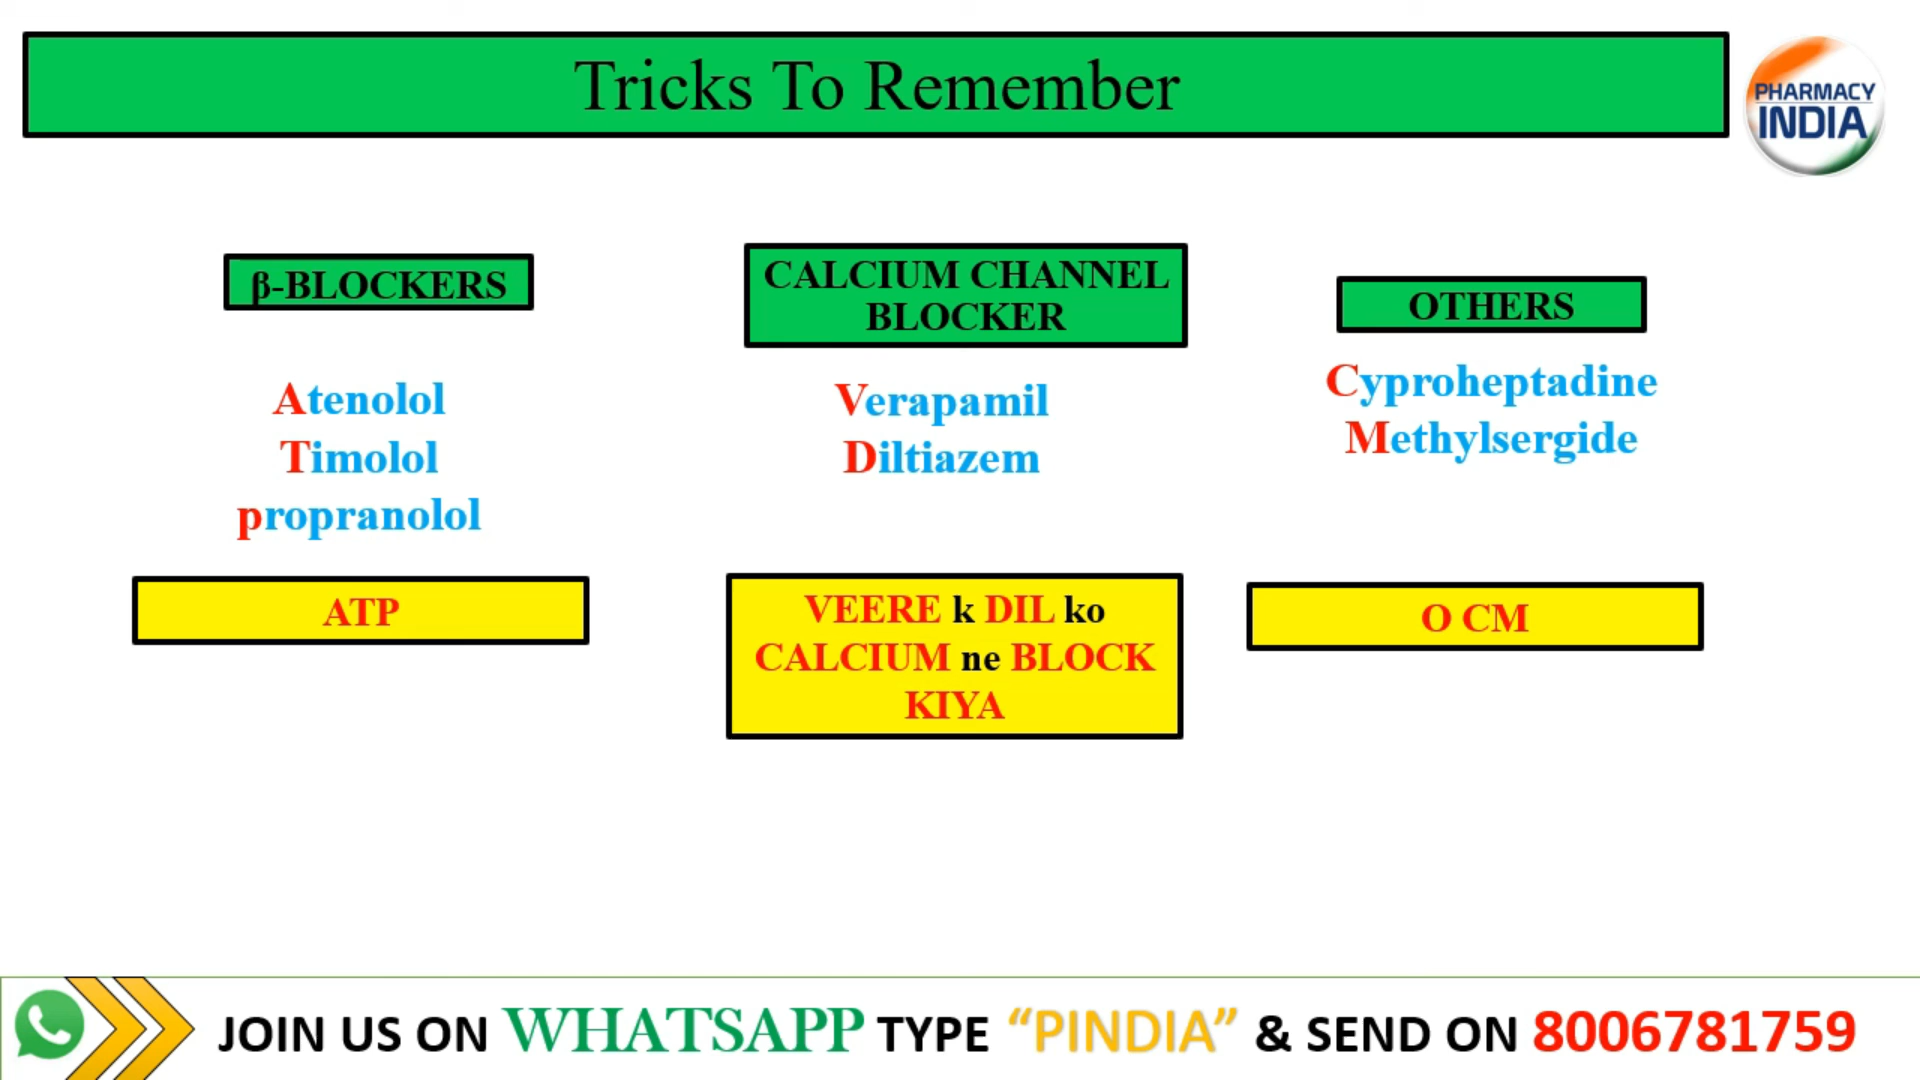 Tricks To Remember
PHARMACY
INDIA
β-BLOCKERS
Atenolol
Timolol
propranolol
ATP
CALCIUM CHANNEL
BLOCKER
Verapamil
Diltiazem
VEERE k DIL ko
CALCIUM ne BLOCK
KIYA
OTHERS
Cyproheptadine
Methylsergide
O CM
JOIN US ON WHATSAPP TYPE “PINDIA” & SEND ON 8006781759